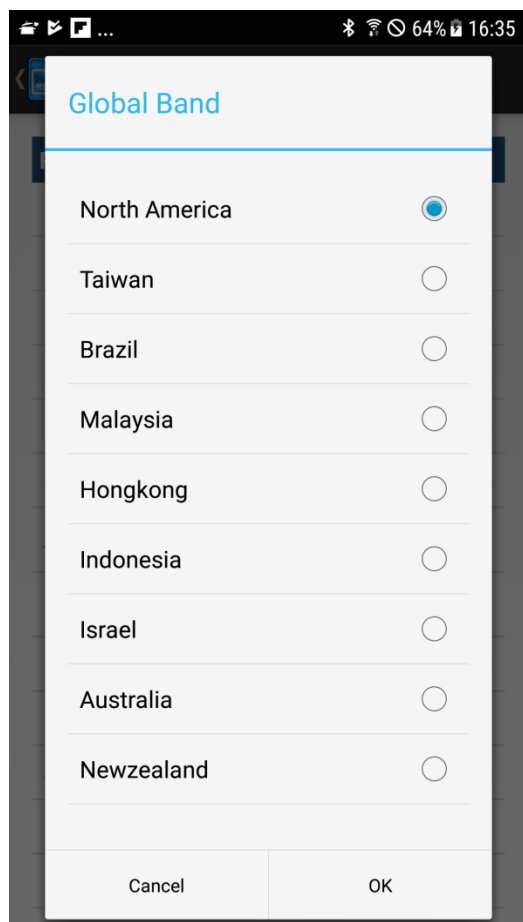 ... 64% 16:35
Global Band
North America
Taiwan
Brazil
Malaysia
Hongkong
Indonesia
Israel
Australia
Newzealand
Cancel OK